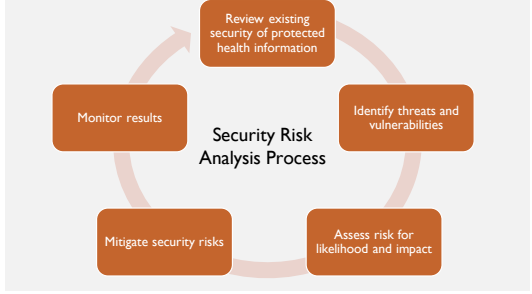 Review existing
security of protected
health information
Identify threats and
vulnerabilities
Assess risk for
likelihood and impact
Mitigate security risks
Monitor results
Security Risk
Analysis Process